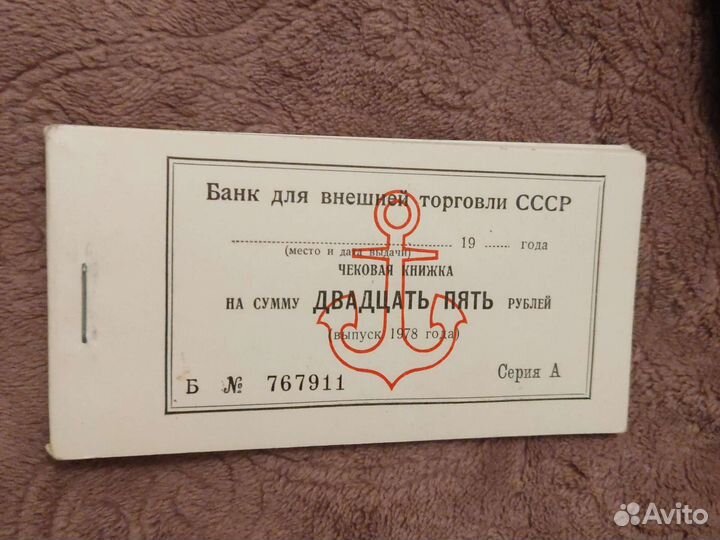 Банк для внешней торговли СССР
19 года
(место и дата выдачи)
ЧЕКОВАЯ КНИЖКА
НА СУММУ ДВАДЦАТЬ ПЯТЬ РУБЛЕЙ
(выпуск 1978 года)
Б № 767911 Серия А
Avito